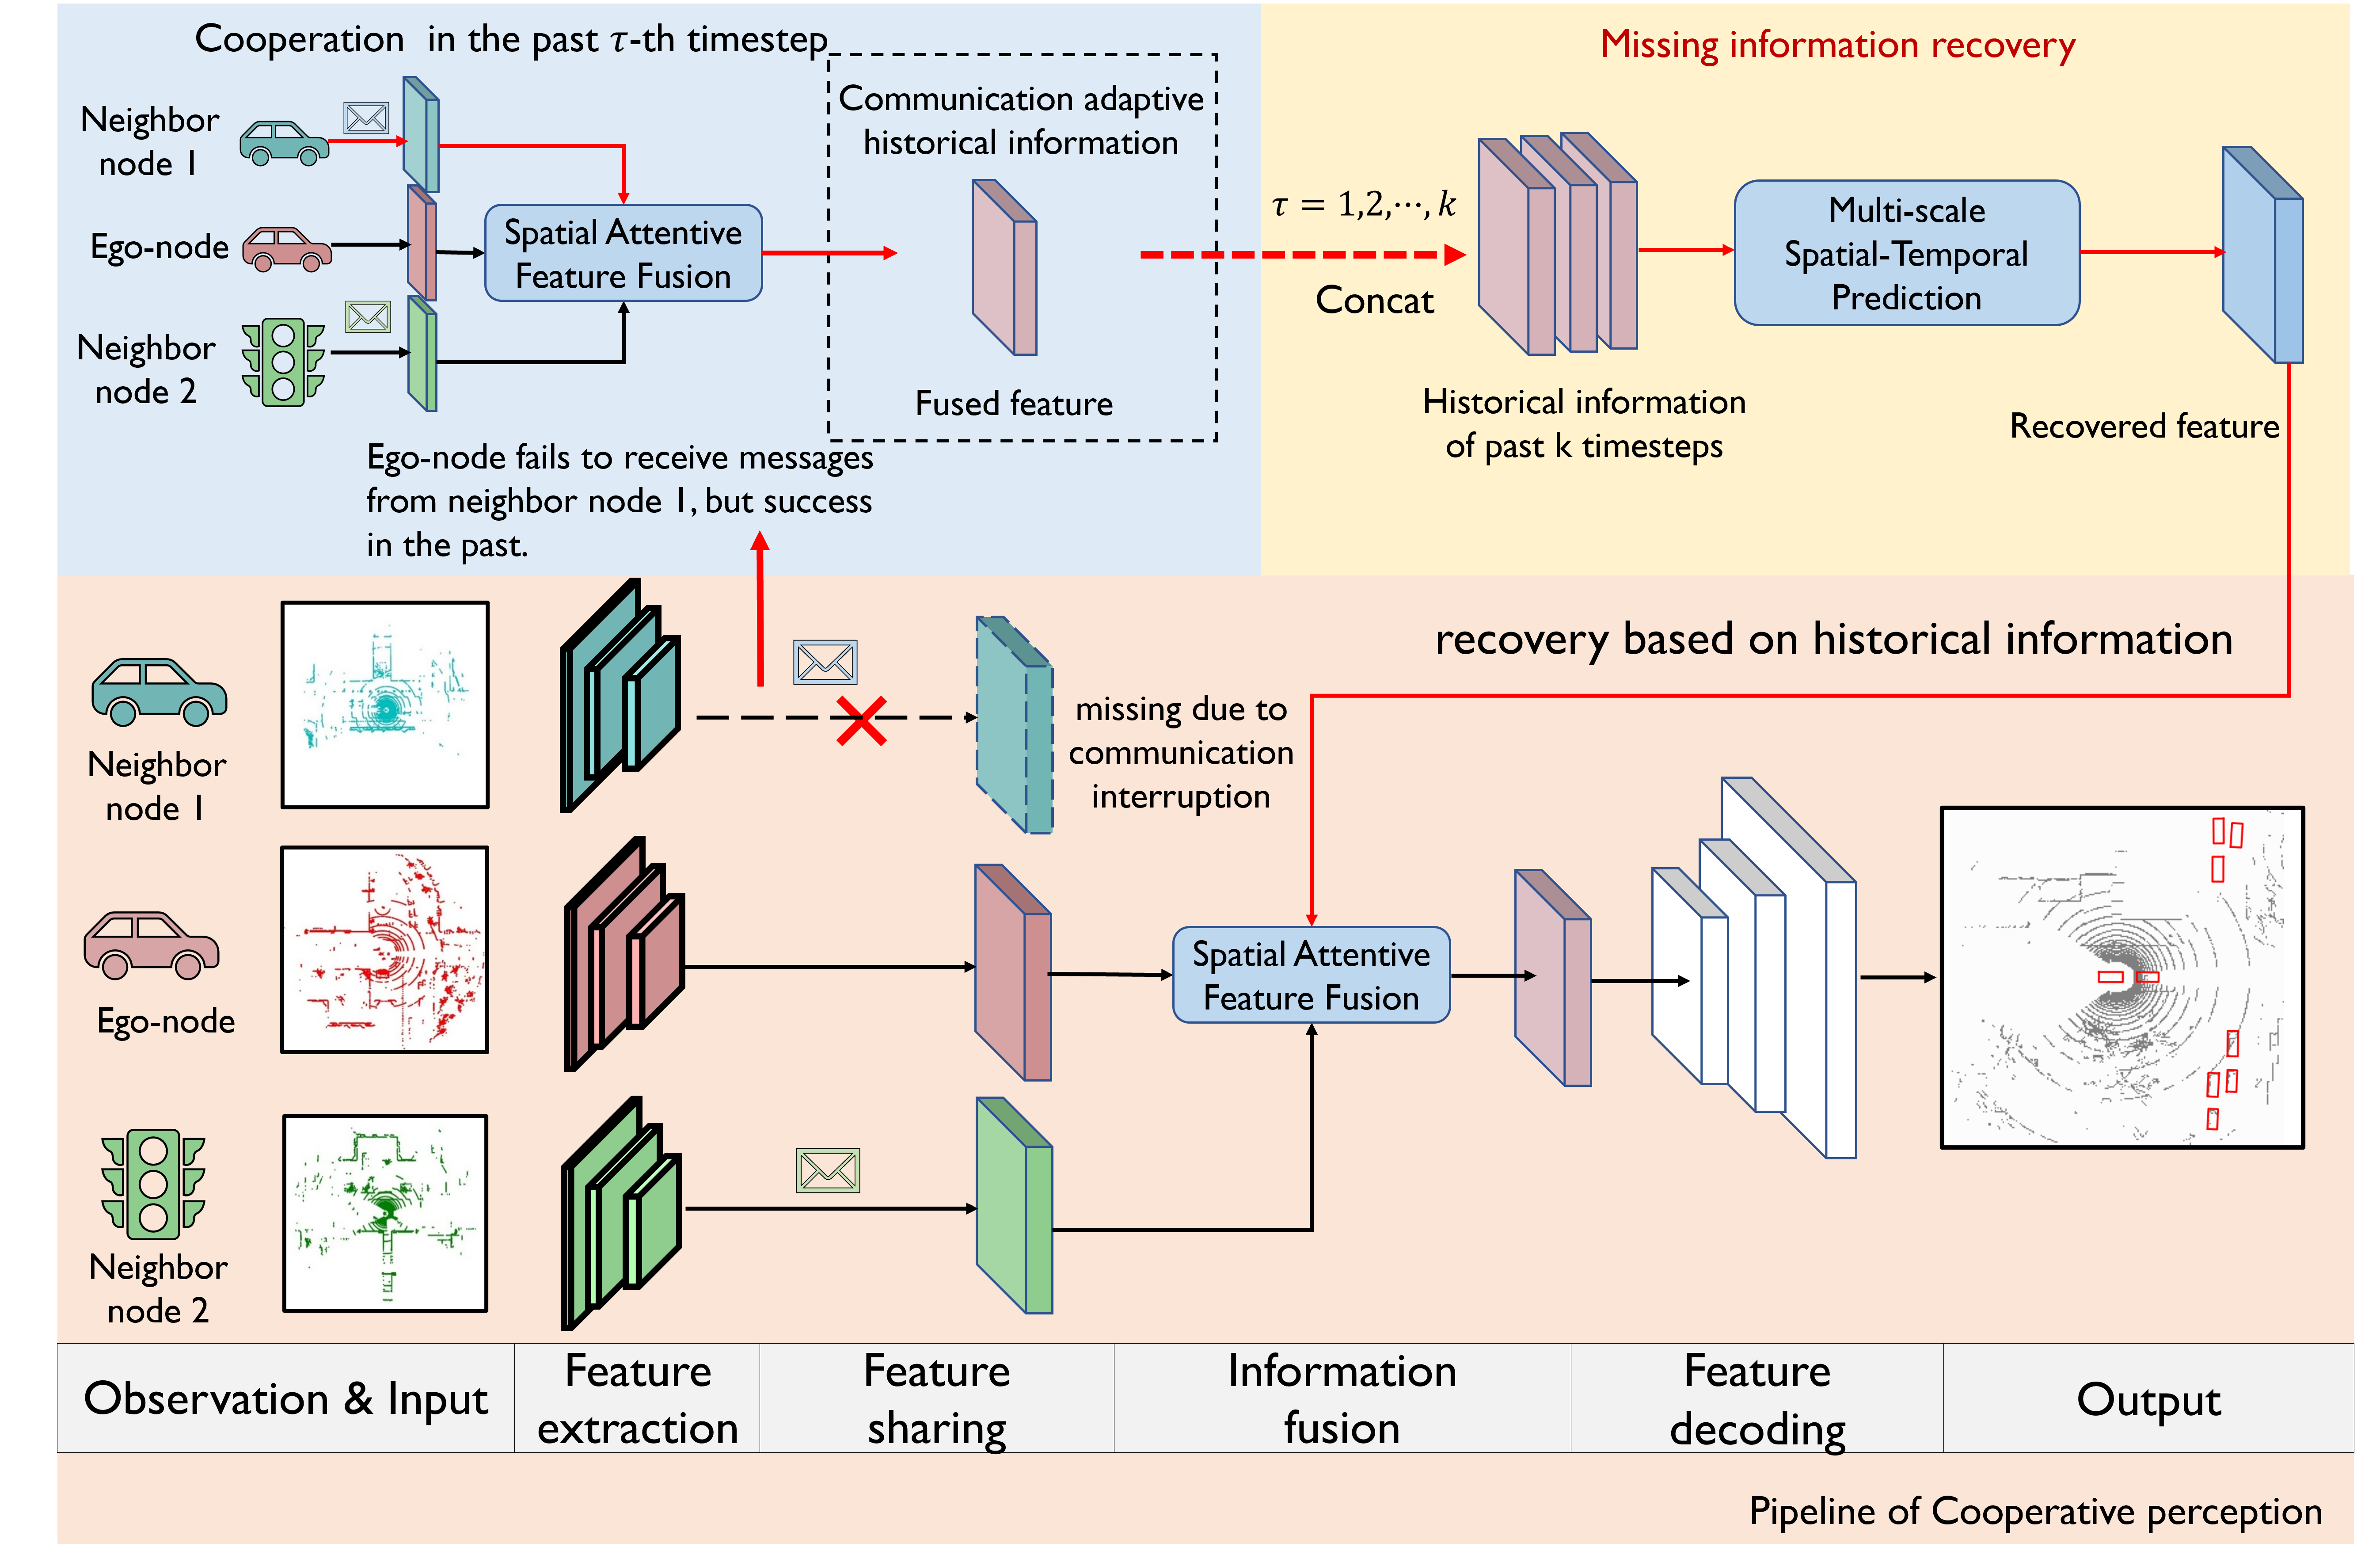 Cooperation in the past τ-th timestep
Neighbor
node 1
Ego-node
Neighbor
node 2
Spatial Attentive
Feature Fusion
Communication adaptive
historical information
Fused feature
Ego-node fails to receive messages
from neighbor node 1, but success
in the past.
Missing information recovery
τ = 1,2,⋯, k
Concat
Historical information
of past k timesteps
Multi-scale
Spatial-Temporal
Prediction
Recovered feature
recovery based on historical information
Neighbor
node 1
missing due to
communication
interruption
Ego-node
Spatial Attentive
Feature Fusion
Neighbor
node 2
Observation & Input
Feature
extraction
Feature
sharing
Information
fusion
Feature
decoding
Output
Pipeline of Cooperative perception